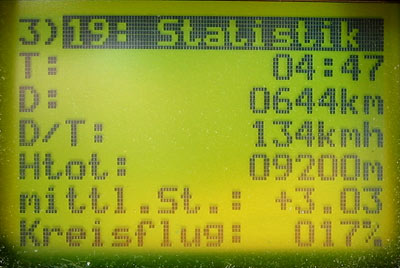 3)19: Statistik
T: 04:47
D: 0644km
D/T: 134kmh
Htot: 09200m
mittl.St.: +3.03
Kreisflug: 017%